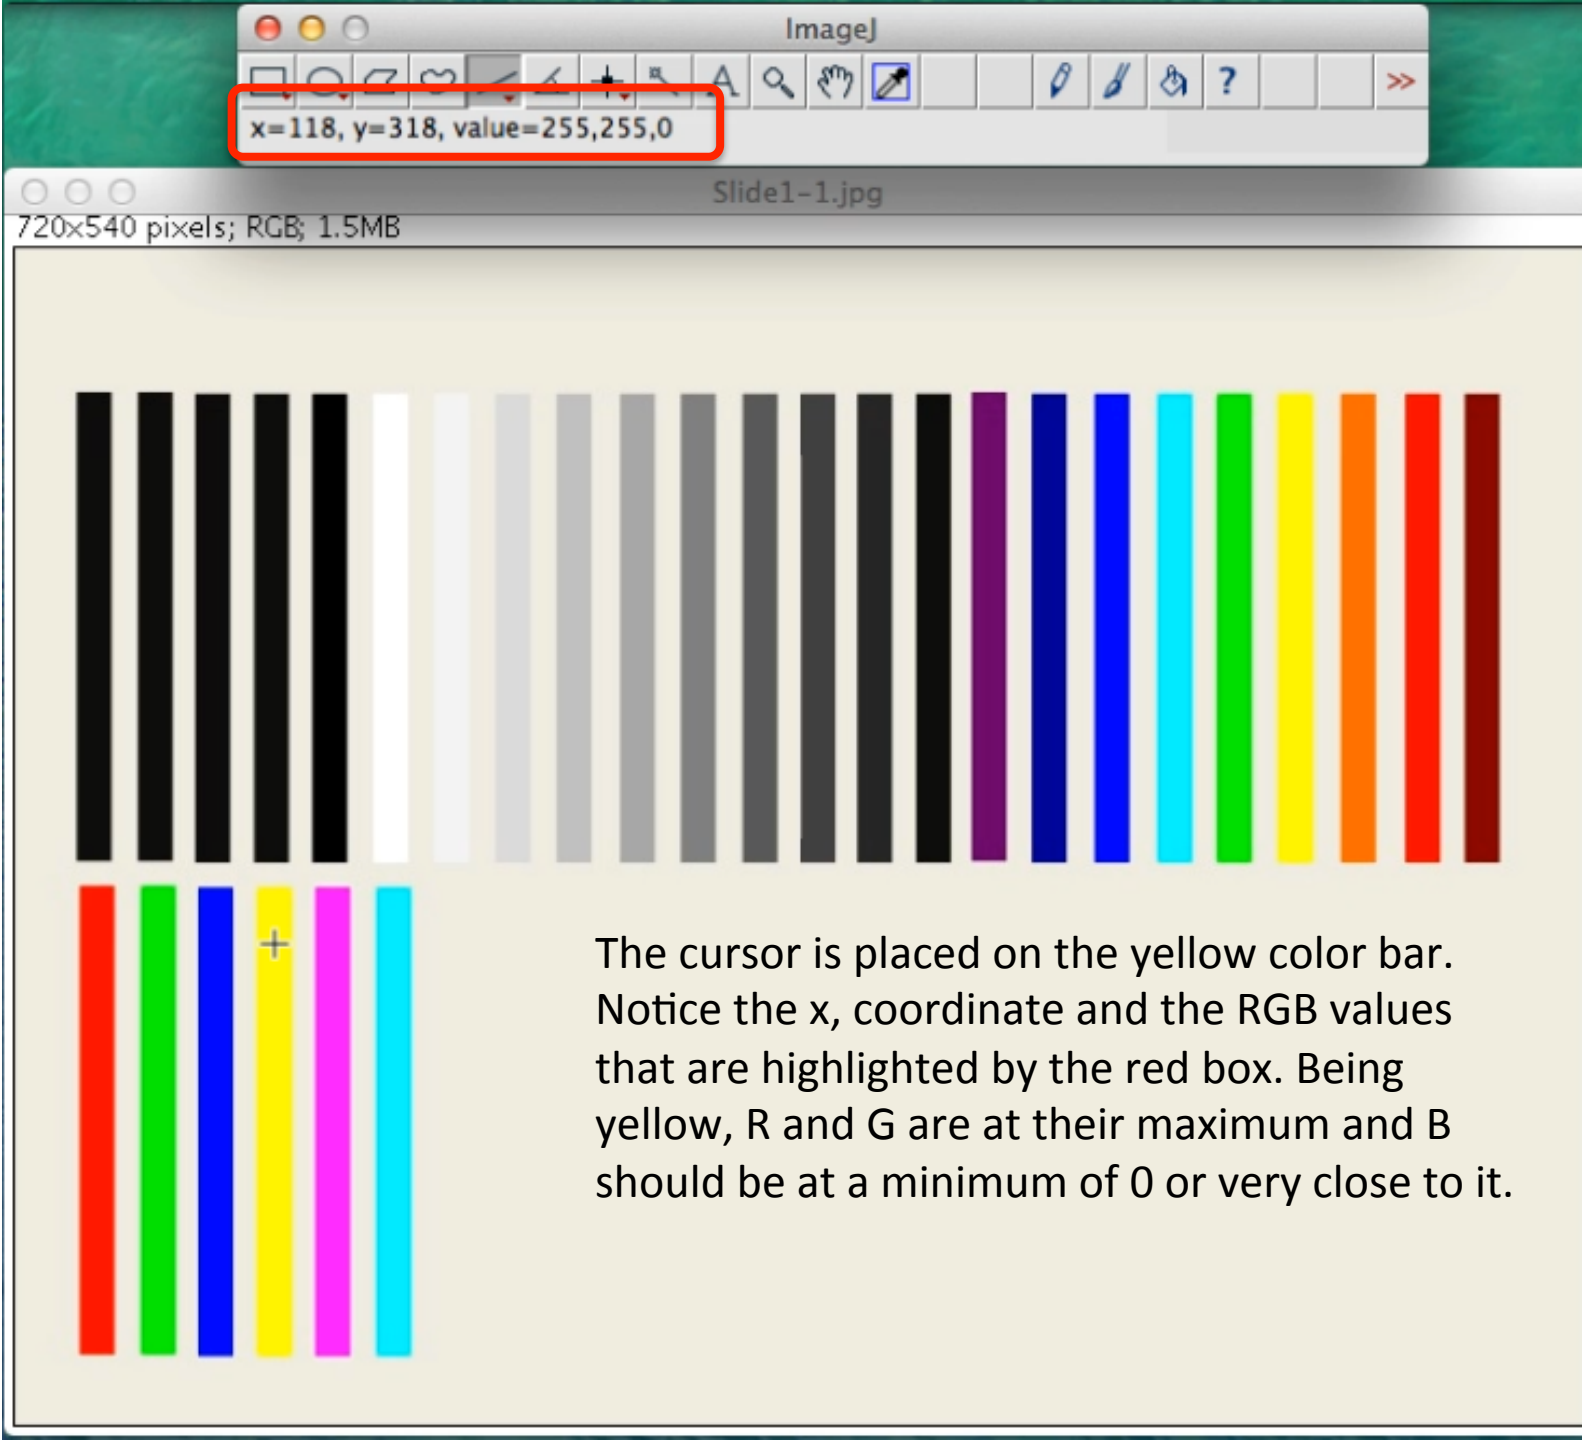 ImageJ
A
?
>>
x=118, y=318, value=255,255,0
Slide1-1.jpg
720x540 pixels; RGB; 1.5MB
The cursor is placed on the yellow color bar.
Notice the x, coordinate and the RGB values
that are highlighted by the red box. Being
yellow, R and G are at their maximum and B
should be at a minimum of 0 or very close to it.